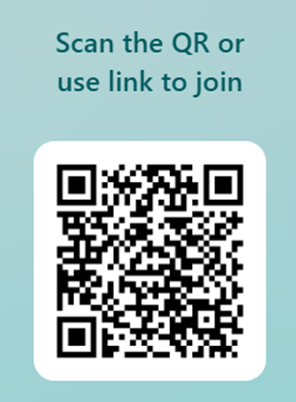 Scan the QR or
use link to join